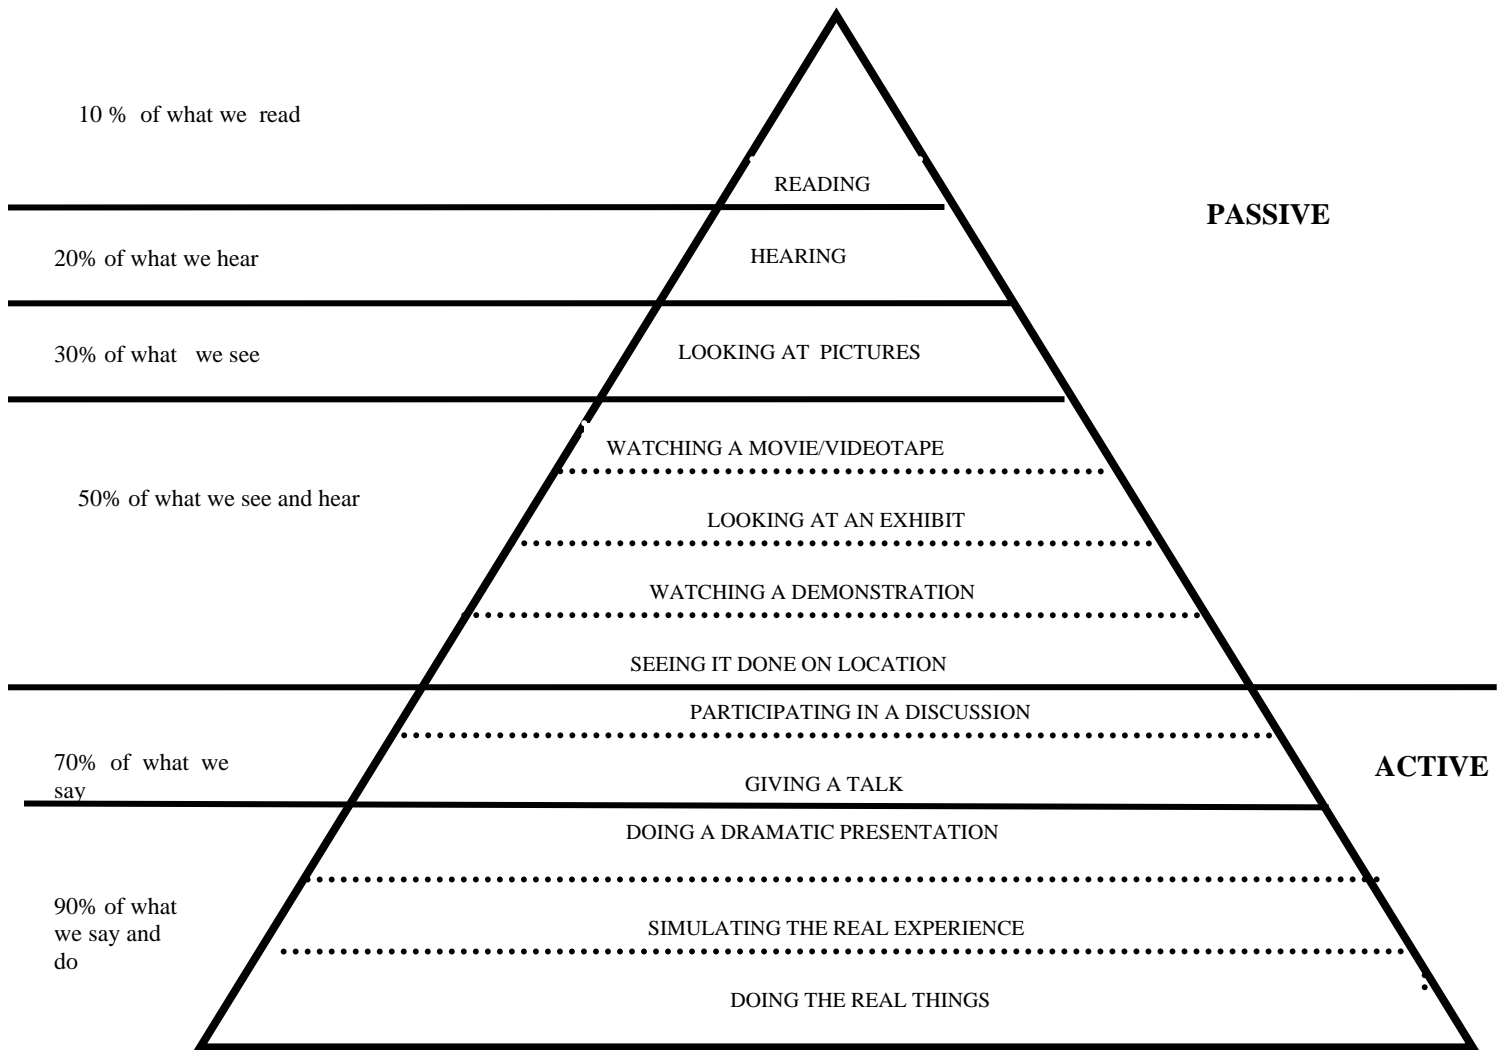 10 % of what we read
READING
PASSIVE
20% of what we hear
HEARING
30% of what we see
LOOKING AT PICTURES
WATCHING A MOVIE/VIDEOTAPE
50% of what we see and hear
LOOKING AT AN EXHIBIT
WATCHING A DEMONSTRATION
SEEING IT DONE ON LOCATION
PARTICIPATING IN A DISCUSSION
70% of what we
say
ACTIVE
GIVING A TALK
DOING A DRAMATIC PRESENTATION
90% of what
we say and
do
SIMULATING THE REAL EXPERIENCE
DOING THE REAL THINGS